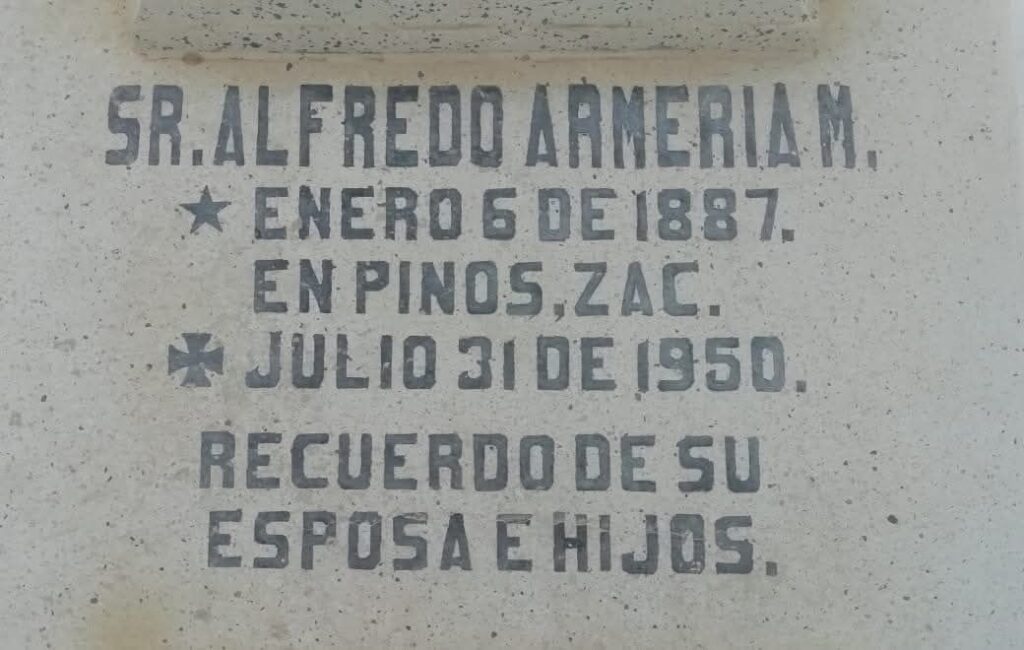 SR. ALFREDO ARMERIA M.
★ ENERO 6 DE 1887.
EN PINOS, ZAC.
✠ JULIO 31 DE 1950.
RECUERDO DE SU
ESPOSA E HIJOS.